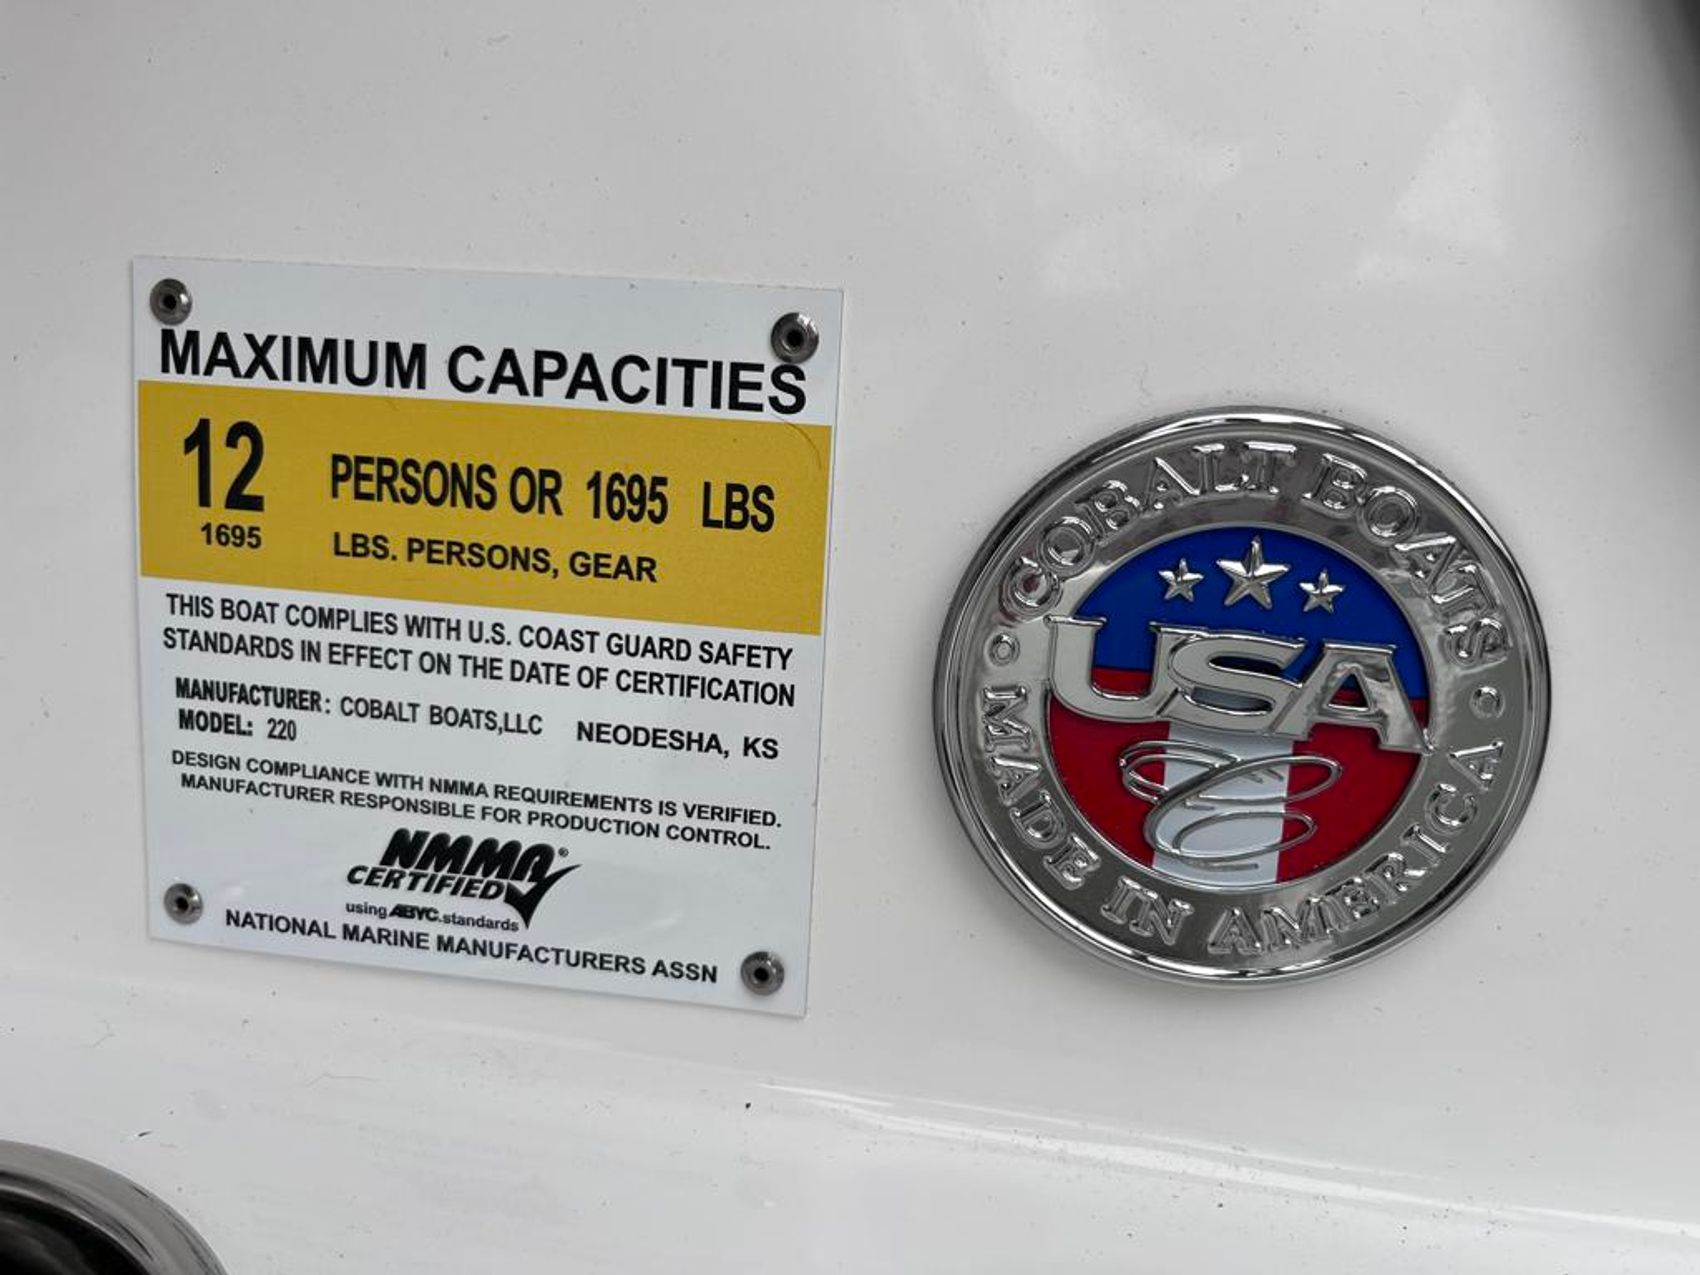 MAXIMUM CAPACITIES
12 PERSONS OR 1695 LBS
1695 LBS. PERSONS, GEAR
THIS BOAT COMPLIES WITH U.S. COAST GUARD SAFETY
STANDARDS IN EFFECT ON THE DATE OF CERTIFICATION
MANUFACTURER: COBALT BOATS,LLC NEODESHA, KS
MODEL: 220
DESIGN COMPLIANCE WITH NMMA REQUIREMENTS IS VERIFIED.
MANUFACTURER RESPONSIBLE FOR PRODUCTION CONTROL.
NMMA®
CERTIFIED
using ABYC standards
NATIONAL MARINE MANUFACTURERS ASSN
COBALT BOATS
USA
MADE IN AMERICA